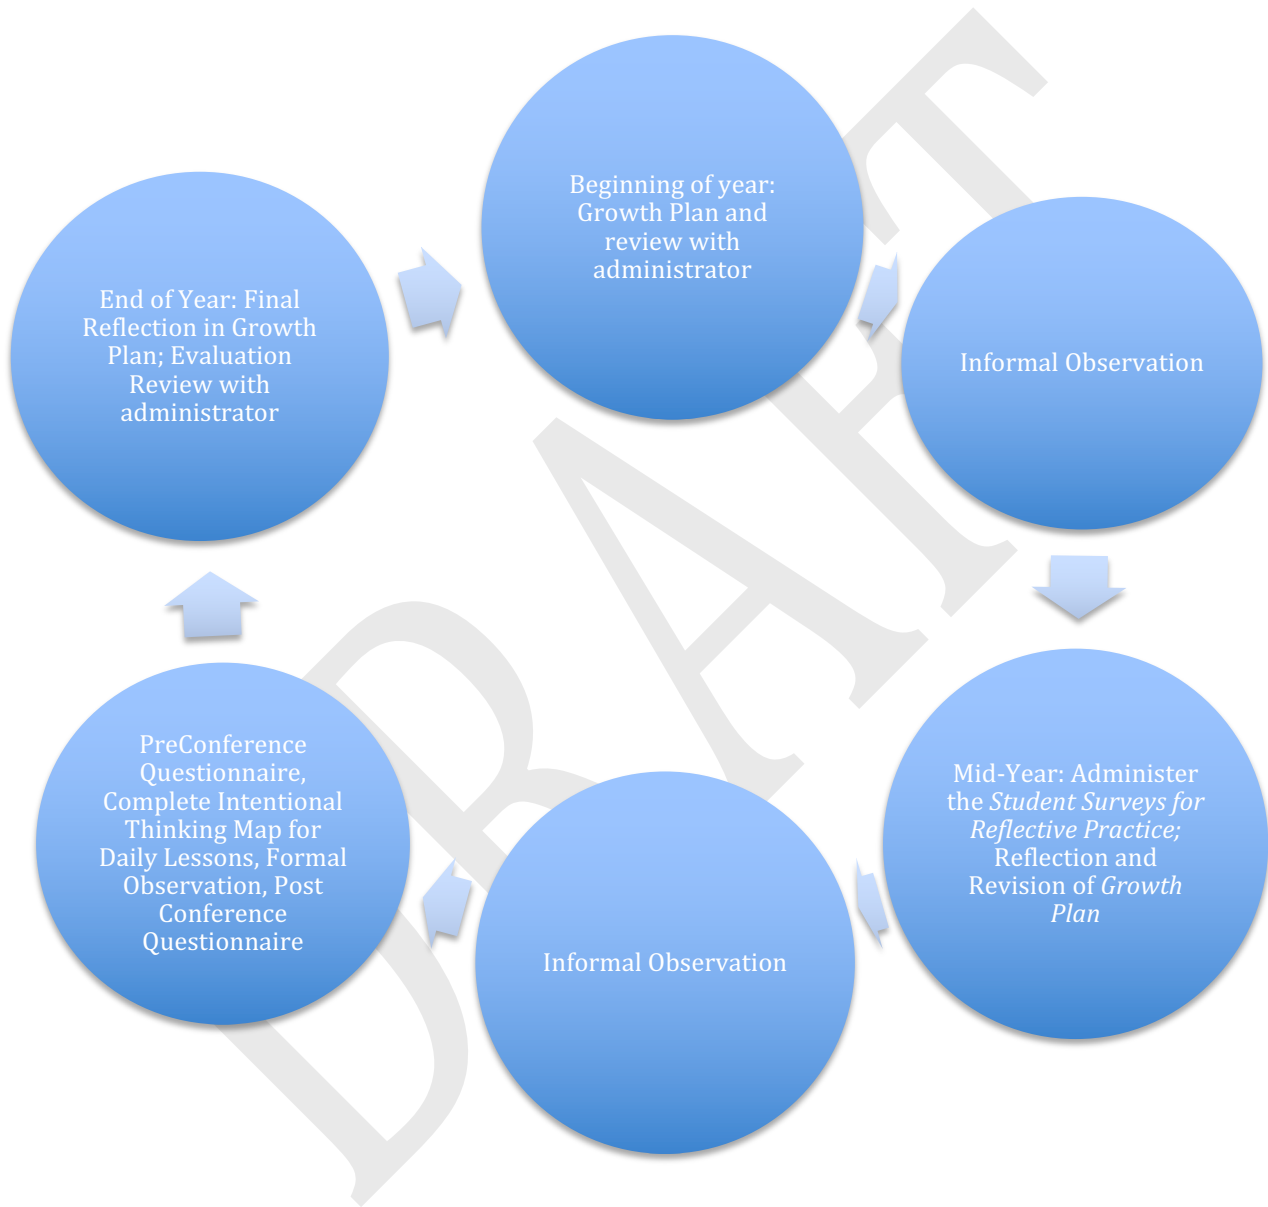 Beginning of year:
Growth Plan and
review with
administrator
Informal Observation
Mid-Year: Administer
the Student Surveys for
Reflective Practice;
Reflection and
Revision of Growth
Plan
Informal Observation
PreConference
Questionnaire,
Complete Intentional
Thinking Map for
Daily Lessons, Formal
Observation, Post
Conference
Questionnaire
End of Year: Final
Reflection in Growth
Plan; Evaluation
Review with
administrator
DRAFT